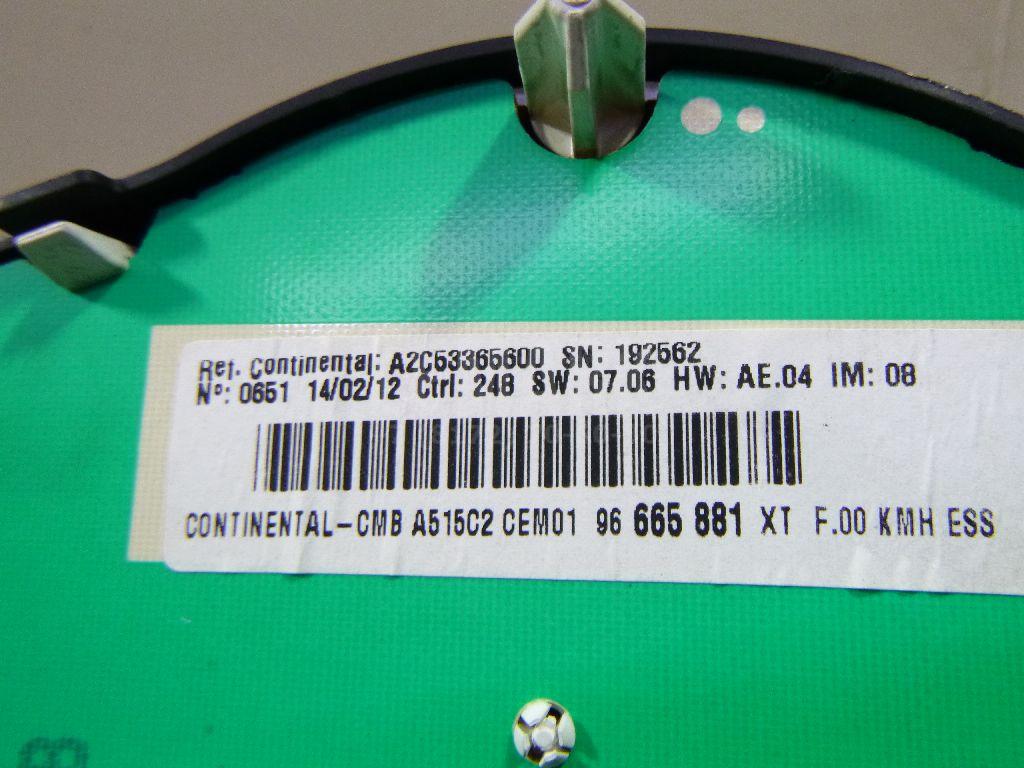 Ref. Continental: A2C53365600 SN: 192562
N°: 0651 14/02/12 Ctrl: 248 SW: 07.06 HW: AE.04 IM: 08
CONTINENTAL-CMB A515C2 CEM01 96 665 881 XT F.00 KMH ESS